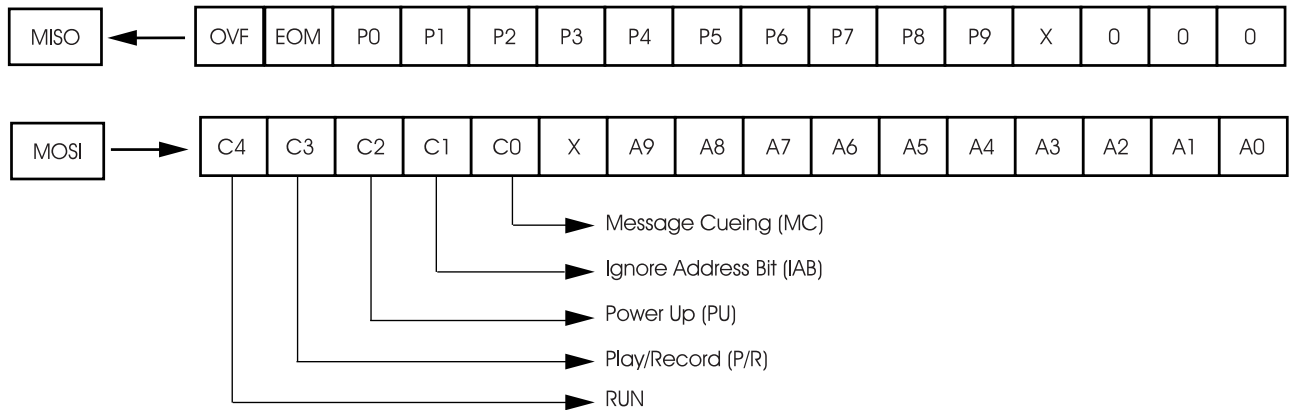 MISO OVF EOM P0 P1 P2 P3 P4 P5 P6 P7 P8 P9 X 0 0 0
MOSI C4 C3 C2 C1 C0 X A9 A8 A7 A6 A5 A4 A3 A2 A1 A0
Message Cueing (MC)
Ignore Address Bit (IAB)
Power Up (PU)
Play/Record (P/R)
RUN